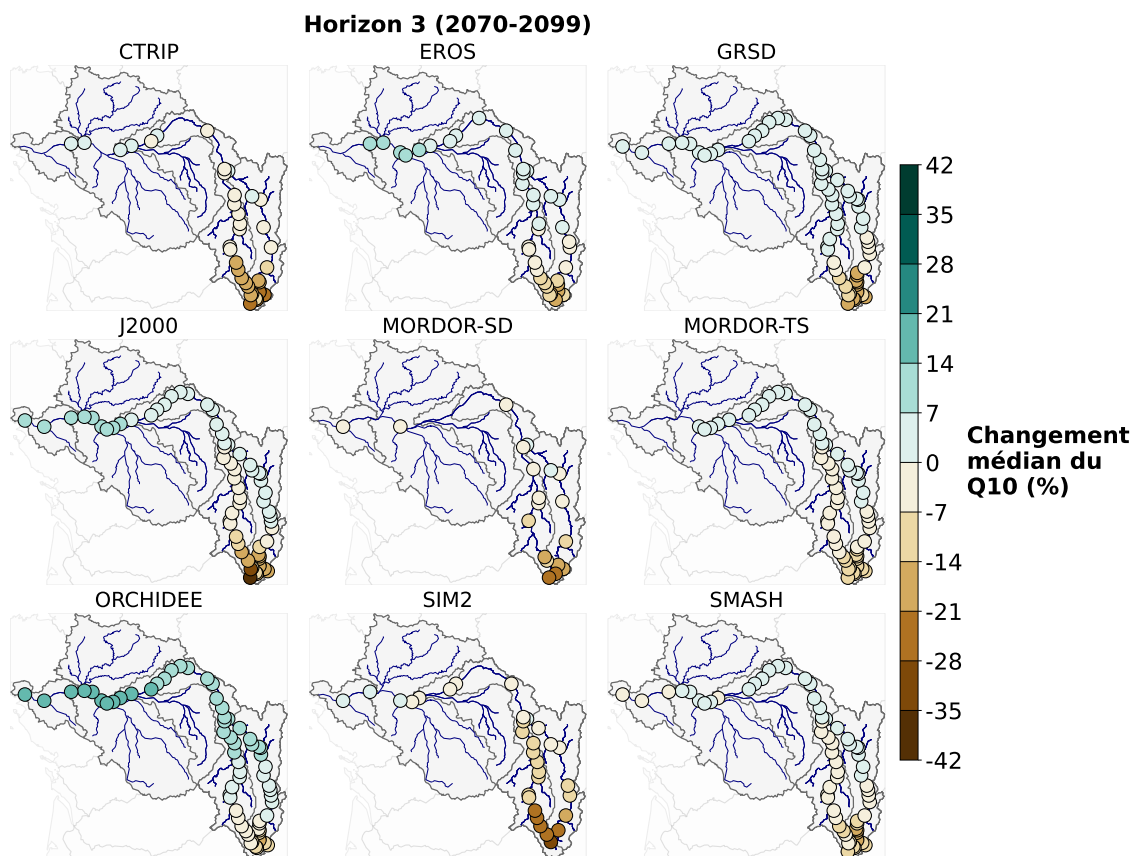 Horizon 3 (2070-2099)
CTRIP
EROS
GRSD
J2000
MORDOR-SD
MORDOR-TS
ORCHIDEE
SIM2
SMASH
42
35
28
21
14
7
0
-7
-14
-21
-28
-35
-42
Changement
médian du
Q10 (%)